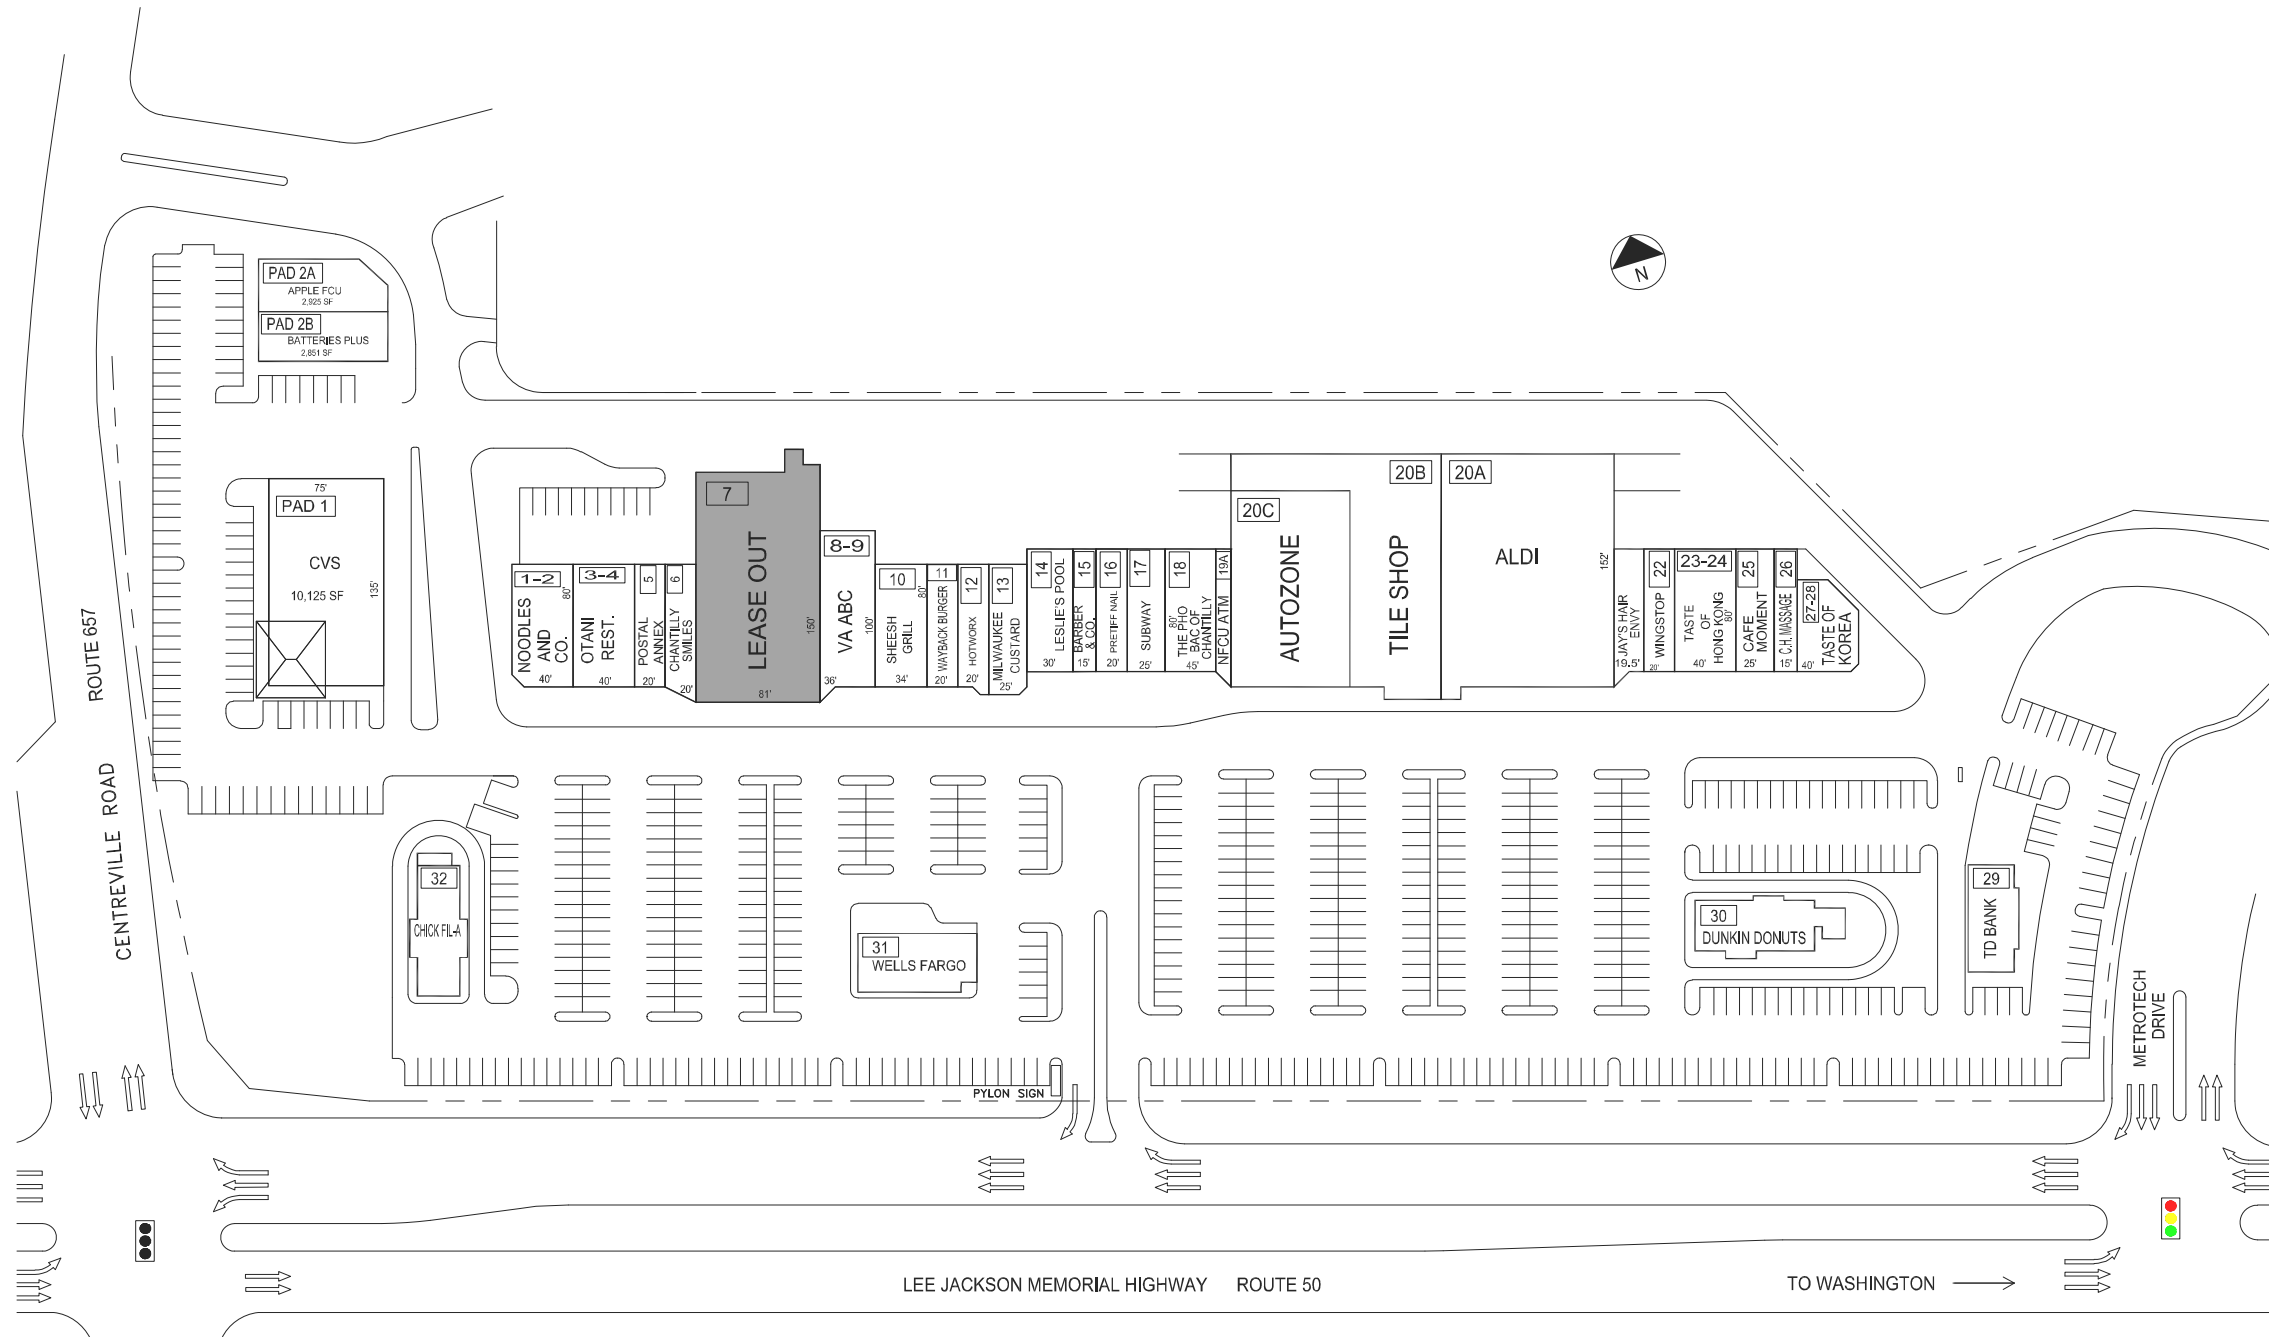 PAD 2A
APPLE FCU
2,925 SF
PAD 2B
BATTERIES PLUS
2,851 SF
N
75'
PAD 1
CVS
10,125 SF
135'
ROUTE 657
CENTREVILLE ROAD
1-2
80'
NOODLES
AND
CO.
40'
3-4
OTANI
REST.
40'
5
POSTAL
ANNEX
20'
6
CHANTILLY
SMILES
20'
7
LEASE OUT
150'
81'
8-9
VA ABC
100'
36'
10
80'
SHEESH
GRILL
34'
11
WAYBACK BURGER
20'
12
HOTWORX
20'
13
MILWAUKEE
CUSTARD
25'
14
LESLIE'S POOL
30'
15
BARBER
& CO.
15'
16
PRETIFF NAIL
20'
17
SUBWAY
25'
18
80'
THE PHO
BAC OF
CHANTILLY
45'
19A
NFCU ATM
20C
AUTOZONE
20B
TILE SHOP
20A
ALDI
152'
JAY'S HAIR
ENVY
19.5'
22
WINGSTOP
20'
23-24
TASTE
OF
HONG KONG
80'
40'
25
CAFE
MOMENT
25'
26
C.H. MASSAGE
15'
27-28
TASTE OF
KOREA
40'
32
CHICK FIL-A
31
WELLS FARGO
30
DUNKIN DONUTS
29
TD BANK
METROTECH
DRIVE
PYLON SIGN
LEE JACKSON MEMORIAL HIGHWAY ROUTE 50
TO WASHINGTON